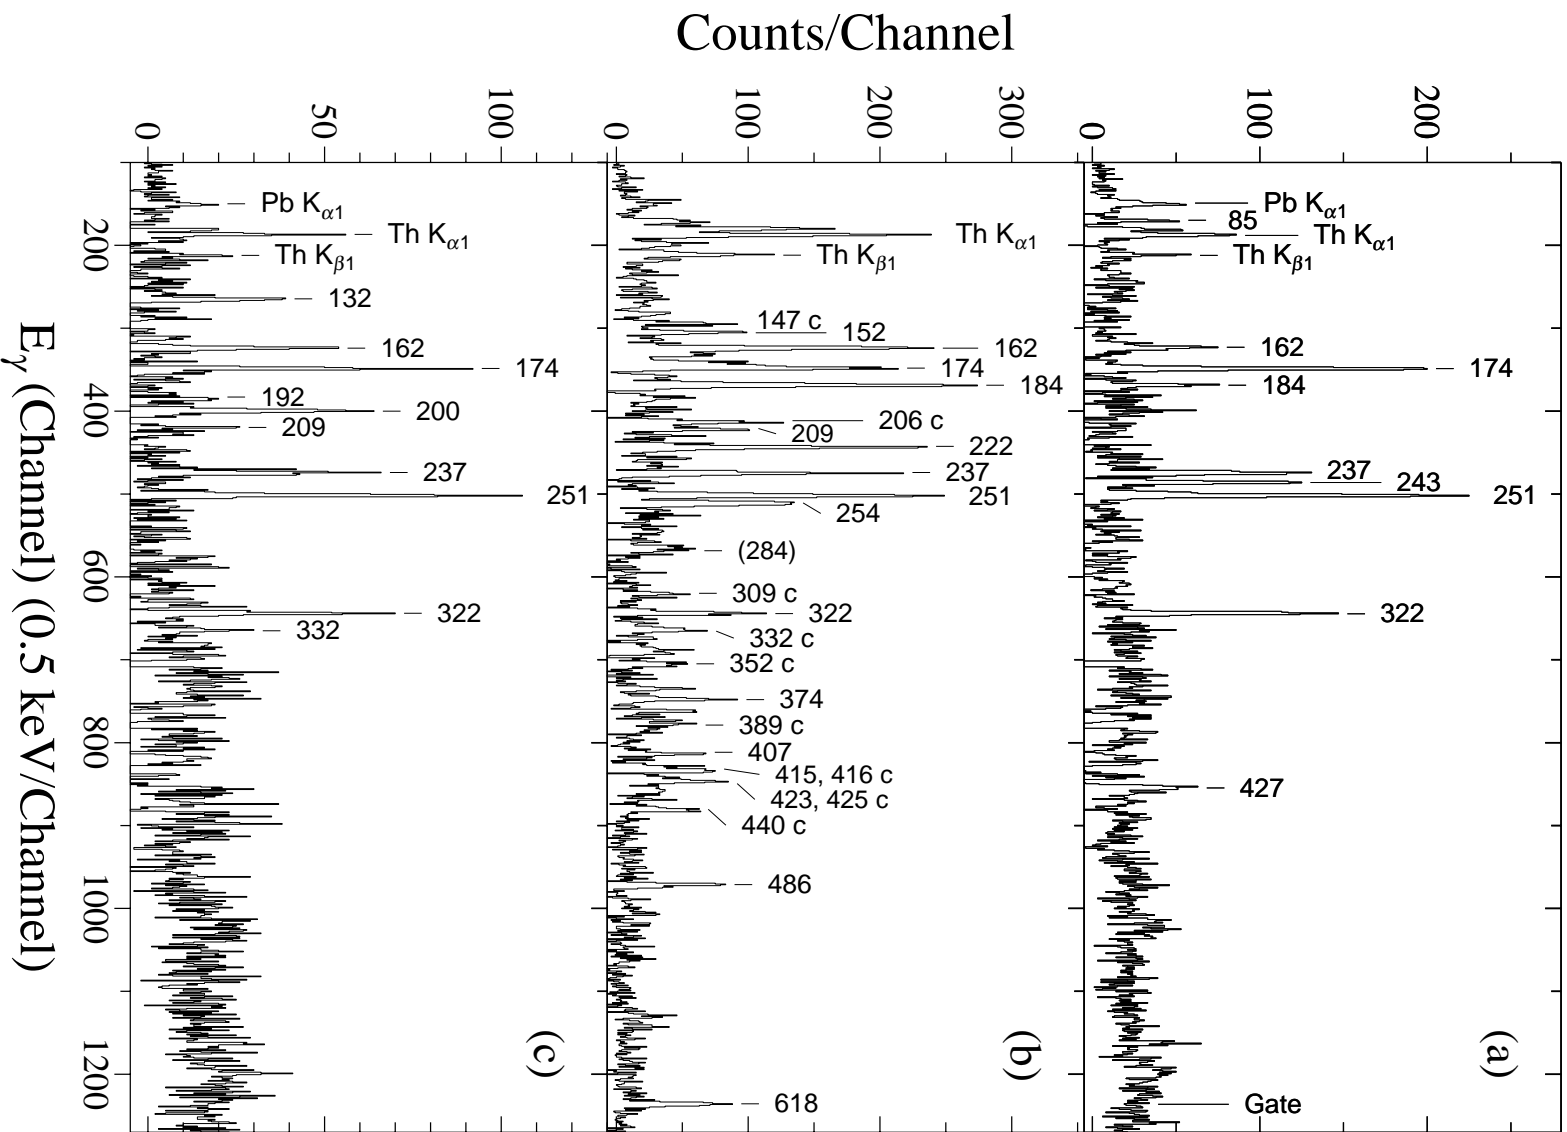 Counts/Channel
0
50
100
0
100
200
300
0
100
200
Pb Kα1
Th Kα1
Th Kβ1
132
162
174
192
200
209
237
251
322
332
(c)
Th Kα1
Th Kβ1
147 c
152
162
174
184
206 c
209
222
237
251
254
(284)
309 c
322
332 c
352 c
374
389 c
407
415, 416 c
423, 425 c
440 c
486
618
(b)
Pb Kα1
85
Th Kα1
Th Kβ1
162
174
184
237
243
251
322
427
Gate
(a)
200
400
600
800
1000
1200
Eγ (Channel) (0.5 keV/Channel)